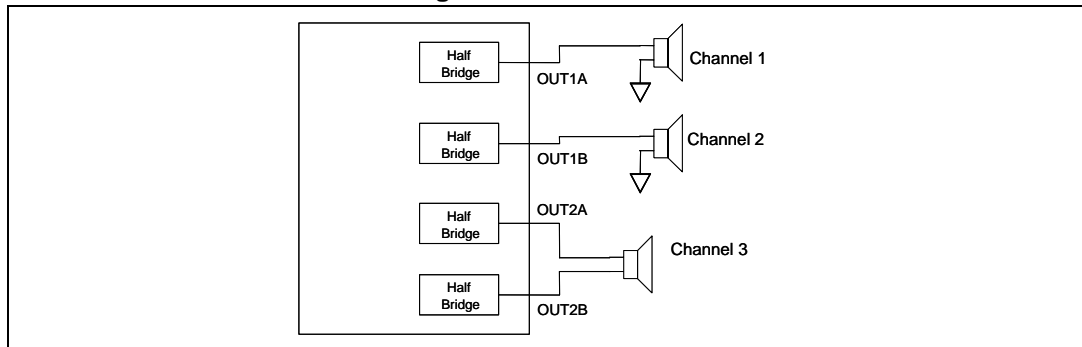 Half
Bridge
OUT1A
Channel 1
Half
Bridge
OUT1B
Channel 2
Half
Bridge
OUT2A
Channel 3
Half
Bridge
OUT2B